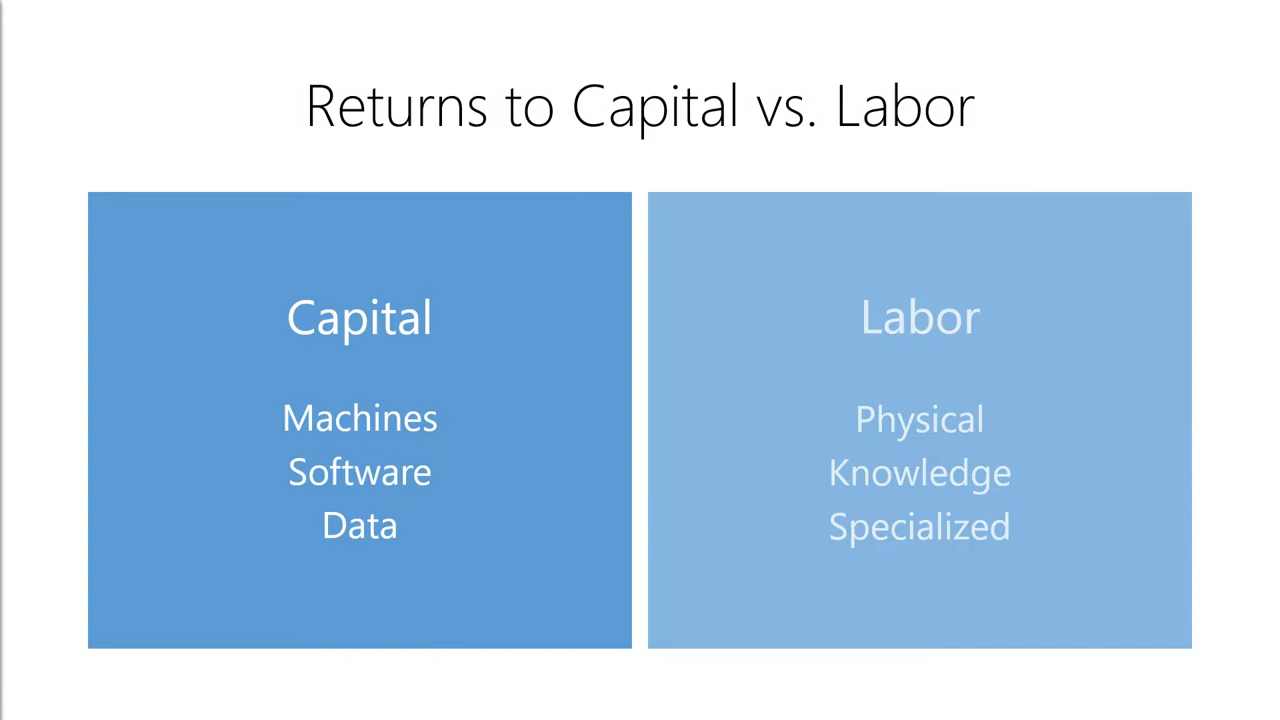 Returns to Capital vs. Labor
Capital
Machines
Software
Data
Labor
Physical
Knowledge
Specialized